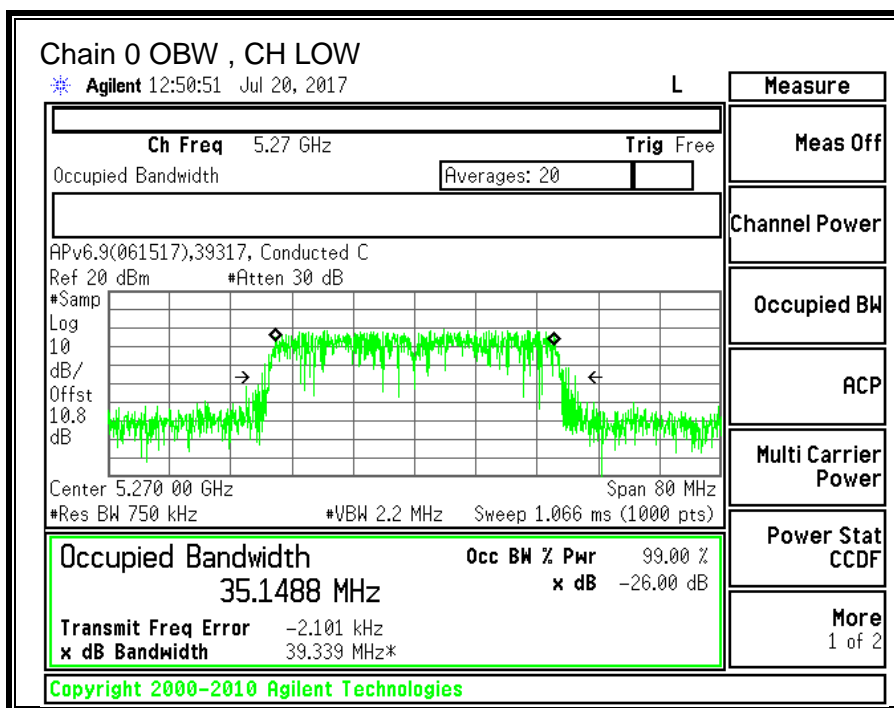 Chain 0 OBW , CH LOW
Agilent 12:50:51 Jul 20, 2017 L
Ch Freq 5.27 GHz Trig Free
Occupied Bandwidth Averages: 20
APv6.9(061517),39317, Conducted C
Ref 20 dBm #Atten 30 dB
#Samp
Log
10
dB/
Offst
10.8
dB
Center 5.270 00 GHz Span 80 MHz
#Res BW 750 kHz #VBW 2.2 MHz Sweep 1.066 ms (1000 pts)
Occupied Bandwidth Occ BW % Pwr 99.00 %
35.1488 MHz x dB -26.00 dB
Transmit Freq Error -2.101 kHz
x dB Bandwidth 39.339 MHz*
Copyright 2000-2010 Agilent Technologies
Measure
Meas Off
Channel Power
Occupied BW
ACP
Multi Carrier
Power
Power Stat
CCDF
More
1 of 2